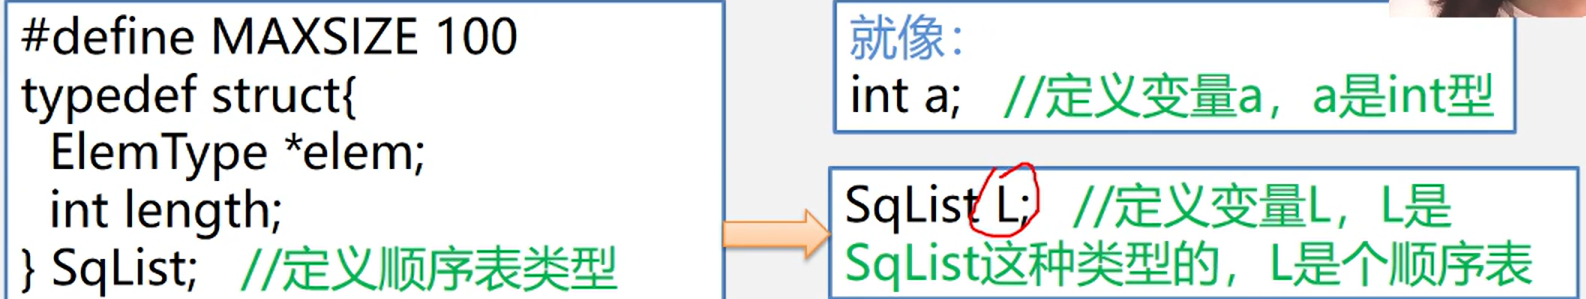 #define MAXSIZE 100
typedef struct{
ElemType *elem;
int length;
} SqList;   //定义顺序表类型
就像：
int a;   //定义变量a，a是int型
SqList L;   //定义变量L，L是
SqList这种类型的，L是个顺序表